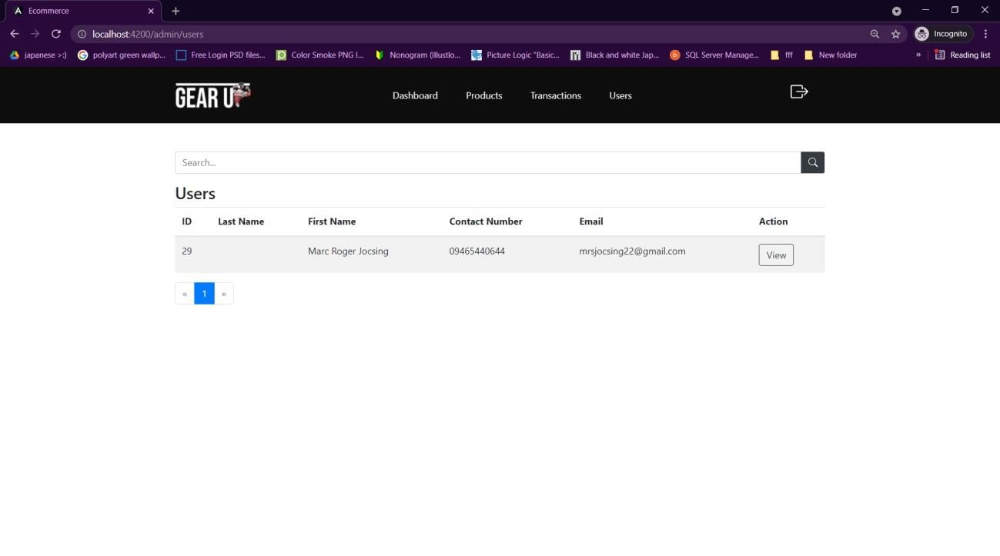 Ecommerce
localhost:4200/admin/users
Incognito
japanese >:)
polyart green wallp...
Free Login PSD files...
Color Smoke PNG I...
Nonogram (Illustlo...
Picture Logic "Basic...
Black and white Jap...
SQL Server Manage...
fff
New folder
»
Reading list
GEAR UP
Dashboard
Products
Transactions
Users
Search...
Users
ID Last Name First Name Contact Number Email Action
29 Marc Roger Jocsing 09465440644 mrsjocsing22@gmail.com View
« 1 »